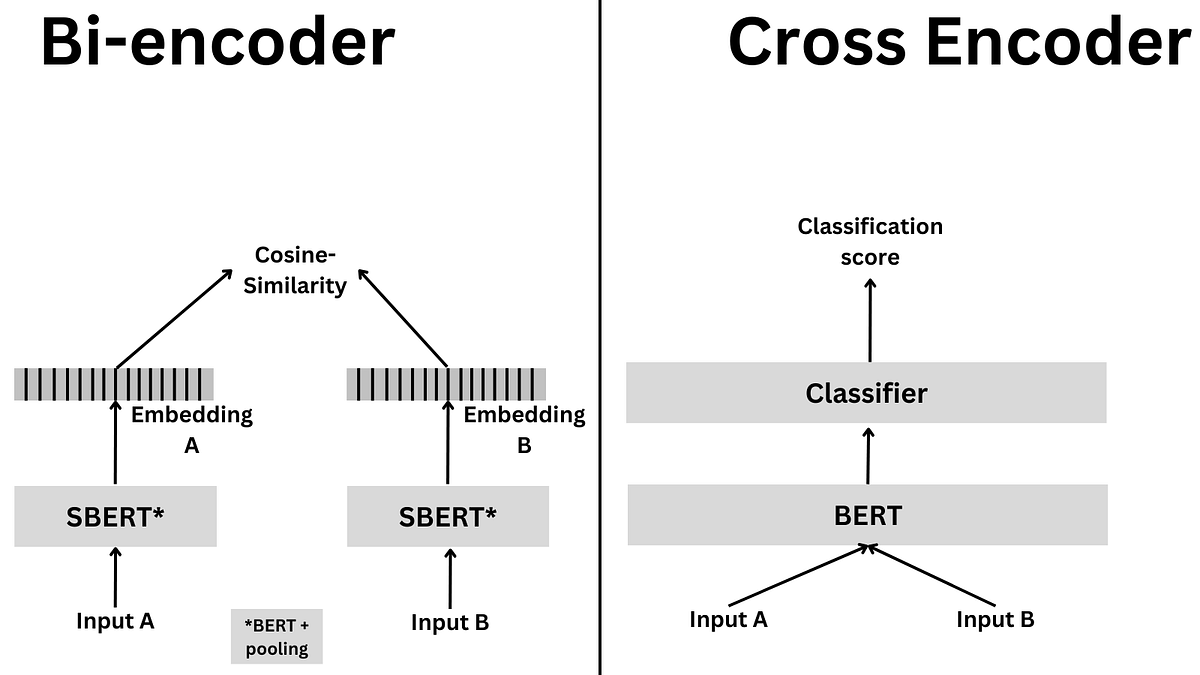 Bi-encoder
Cosine-
Similarity
Embedding
A
Embedding
B
SBERT*
SBERT*
Input A
*BERT +
pooling
Input B
Cross Encoder
Classification
score
Classifier
BERT
Input A
Input B